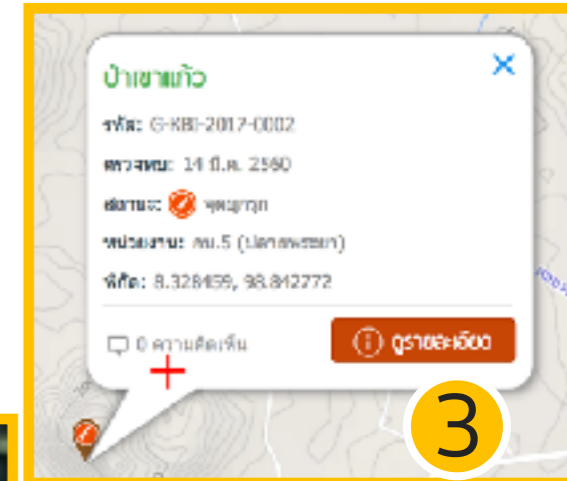 ป่าเขาแก้ว
รหัส: G-KBI-2017-0002
ตรวจพบ: 14 มี.ค. 2560
สถานะ: จุดบุกรุก
หน่วยงาน: คน.5 (ปลายพระยา)
พิกัด: 8.328459, 98.842772
0 ความคิดเห็น
ดูรายละเอียด
3